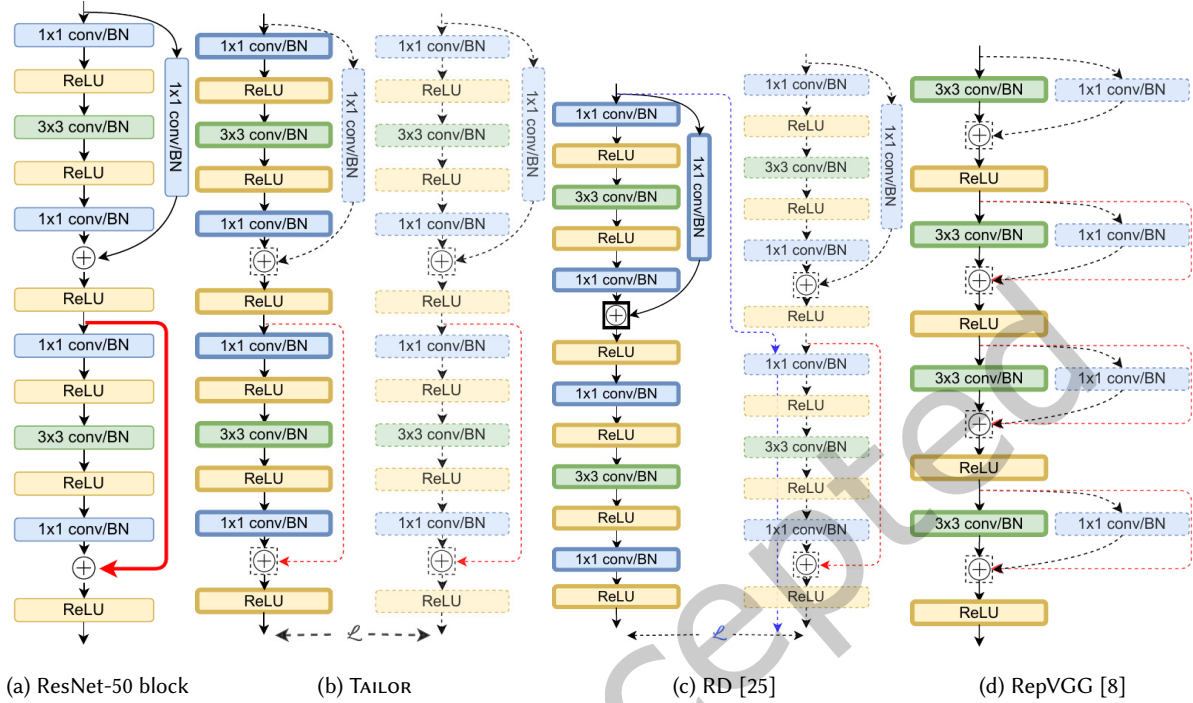 1x1 conv/BN
ReLU
3x3 conv/BN
ReLU
1x1 conv/BN
1x1 conv/BN
ReLU
1x1 conv/BN
ReLU
3x3 conv/BN
ReLU
1x1 conv/BN
ReLU
(a) ResNet-50 block
1x1 conv/BN
ReLU
3x3 conv/BN
ReLU
1x1 conv/BN
1x1 conv/BN
ReLU
1x1 conv/BN
ReLU
3x3 conv/BN
ReLU
1x1 conv/BN
ReLU
1x1 conv/BN
ReLU
3x3 conv/BN
ReLU
1x1 conv/BN
1x1 conv/BN
ReLU
1x1 conv/BN
ReLU
3x3 conv/BN
ReLU
1x1 conv/BN
ReLU
ℒ
(b) TAILOR
1x1 conv/BN
ReLU
3x3 conv/BN
ReLU
1x1 conv/BN
1x1 conv/BN
ReLU
1x1 conv/BN
ReLU
3x3 conv/BN
ReLU
1x1 conv/BN
ReLU
1x1 conv/BN
ReLU
3x3 conv/BN
ReLU
1x1 conv/BN
1x1 conv/BN
ReLU
1x1 conv/BN
ReLU
3x3 conv/BN
ReLU
1x1 conv/BN
ReLU
ℒ
(c) RD [25]
3x3 conv/BN
1x1 conv/BN
ReLU
3x3 conv/BN
1x1 conv/BN
ReLU
3x3 conv/BN
1x1 conv/BN
ReLU
3x3 conv/BN
1x1 conv/BN
ReLU
(d) RepVGG [8]
cepted